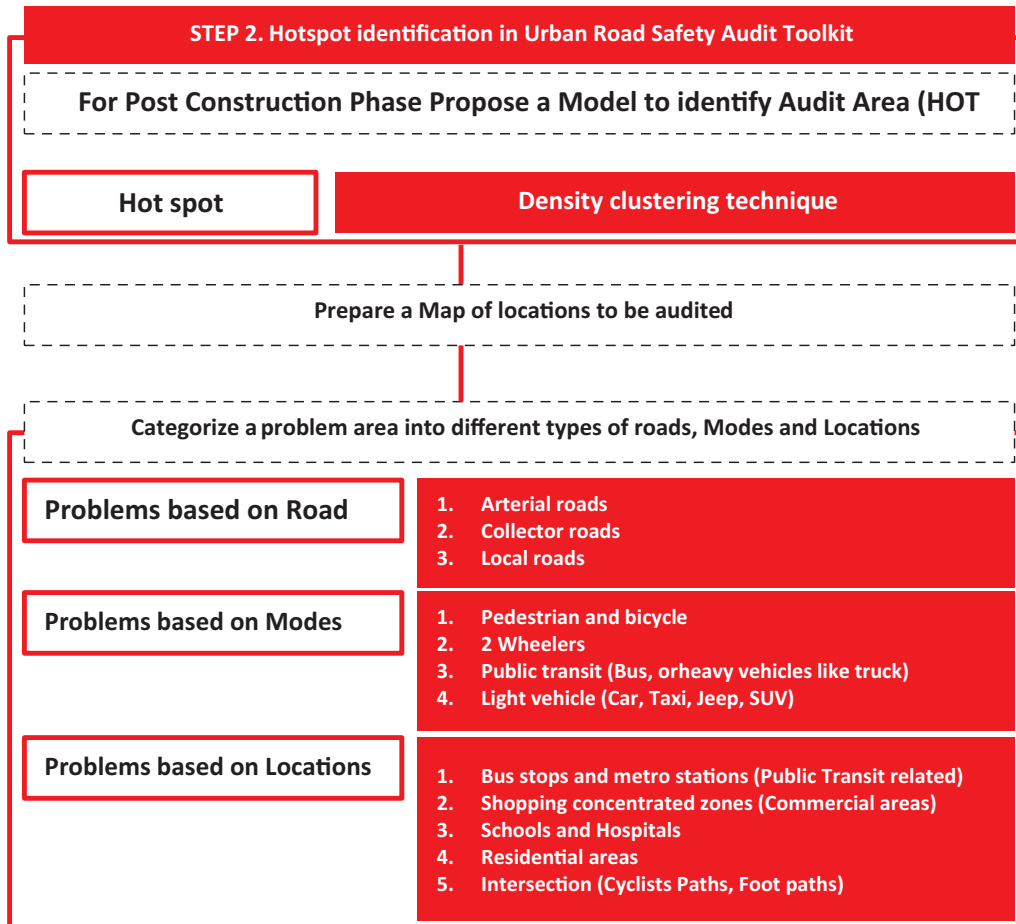 STEP 2. Hotspot identification in Urban Road Safety Audit Toolkit
For Post Construction Phase Propose a Model to identify Audit Area (HOT
Hot spot
Density clustering technique
Prepare a Map of locations to be audited
Categorize a problem area into different types of roads, Modes and Locations
Problems based on Road
1. Arterial roads
2. Collector roads
3. Local roads
Problems based on Modes
1. Pedestrian and bicycle
2. 2 Wheelers
3. Public transit (Bus, orheavy vehicles like truck)
4. Light vehicle (Car, Taxi, Jeep, SUV)
Problems based on Locations
1. Bus stops and metro stations (Public Transit related)
2. Shopping concentrated zones (Commercial areas)
3. Schools and Hospitals
4. Residential areas
5. Intersection (Cyclists Paths, Foot paths)